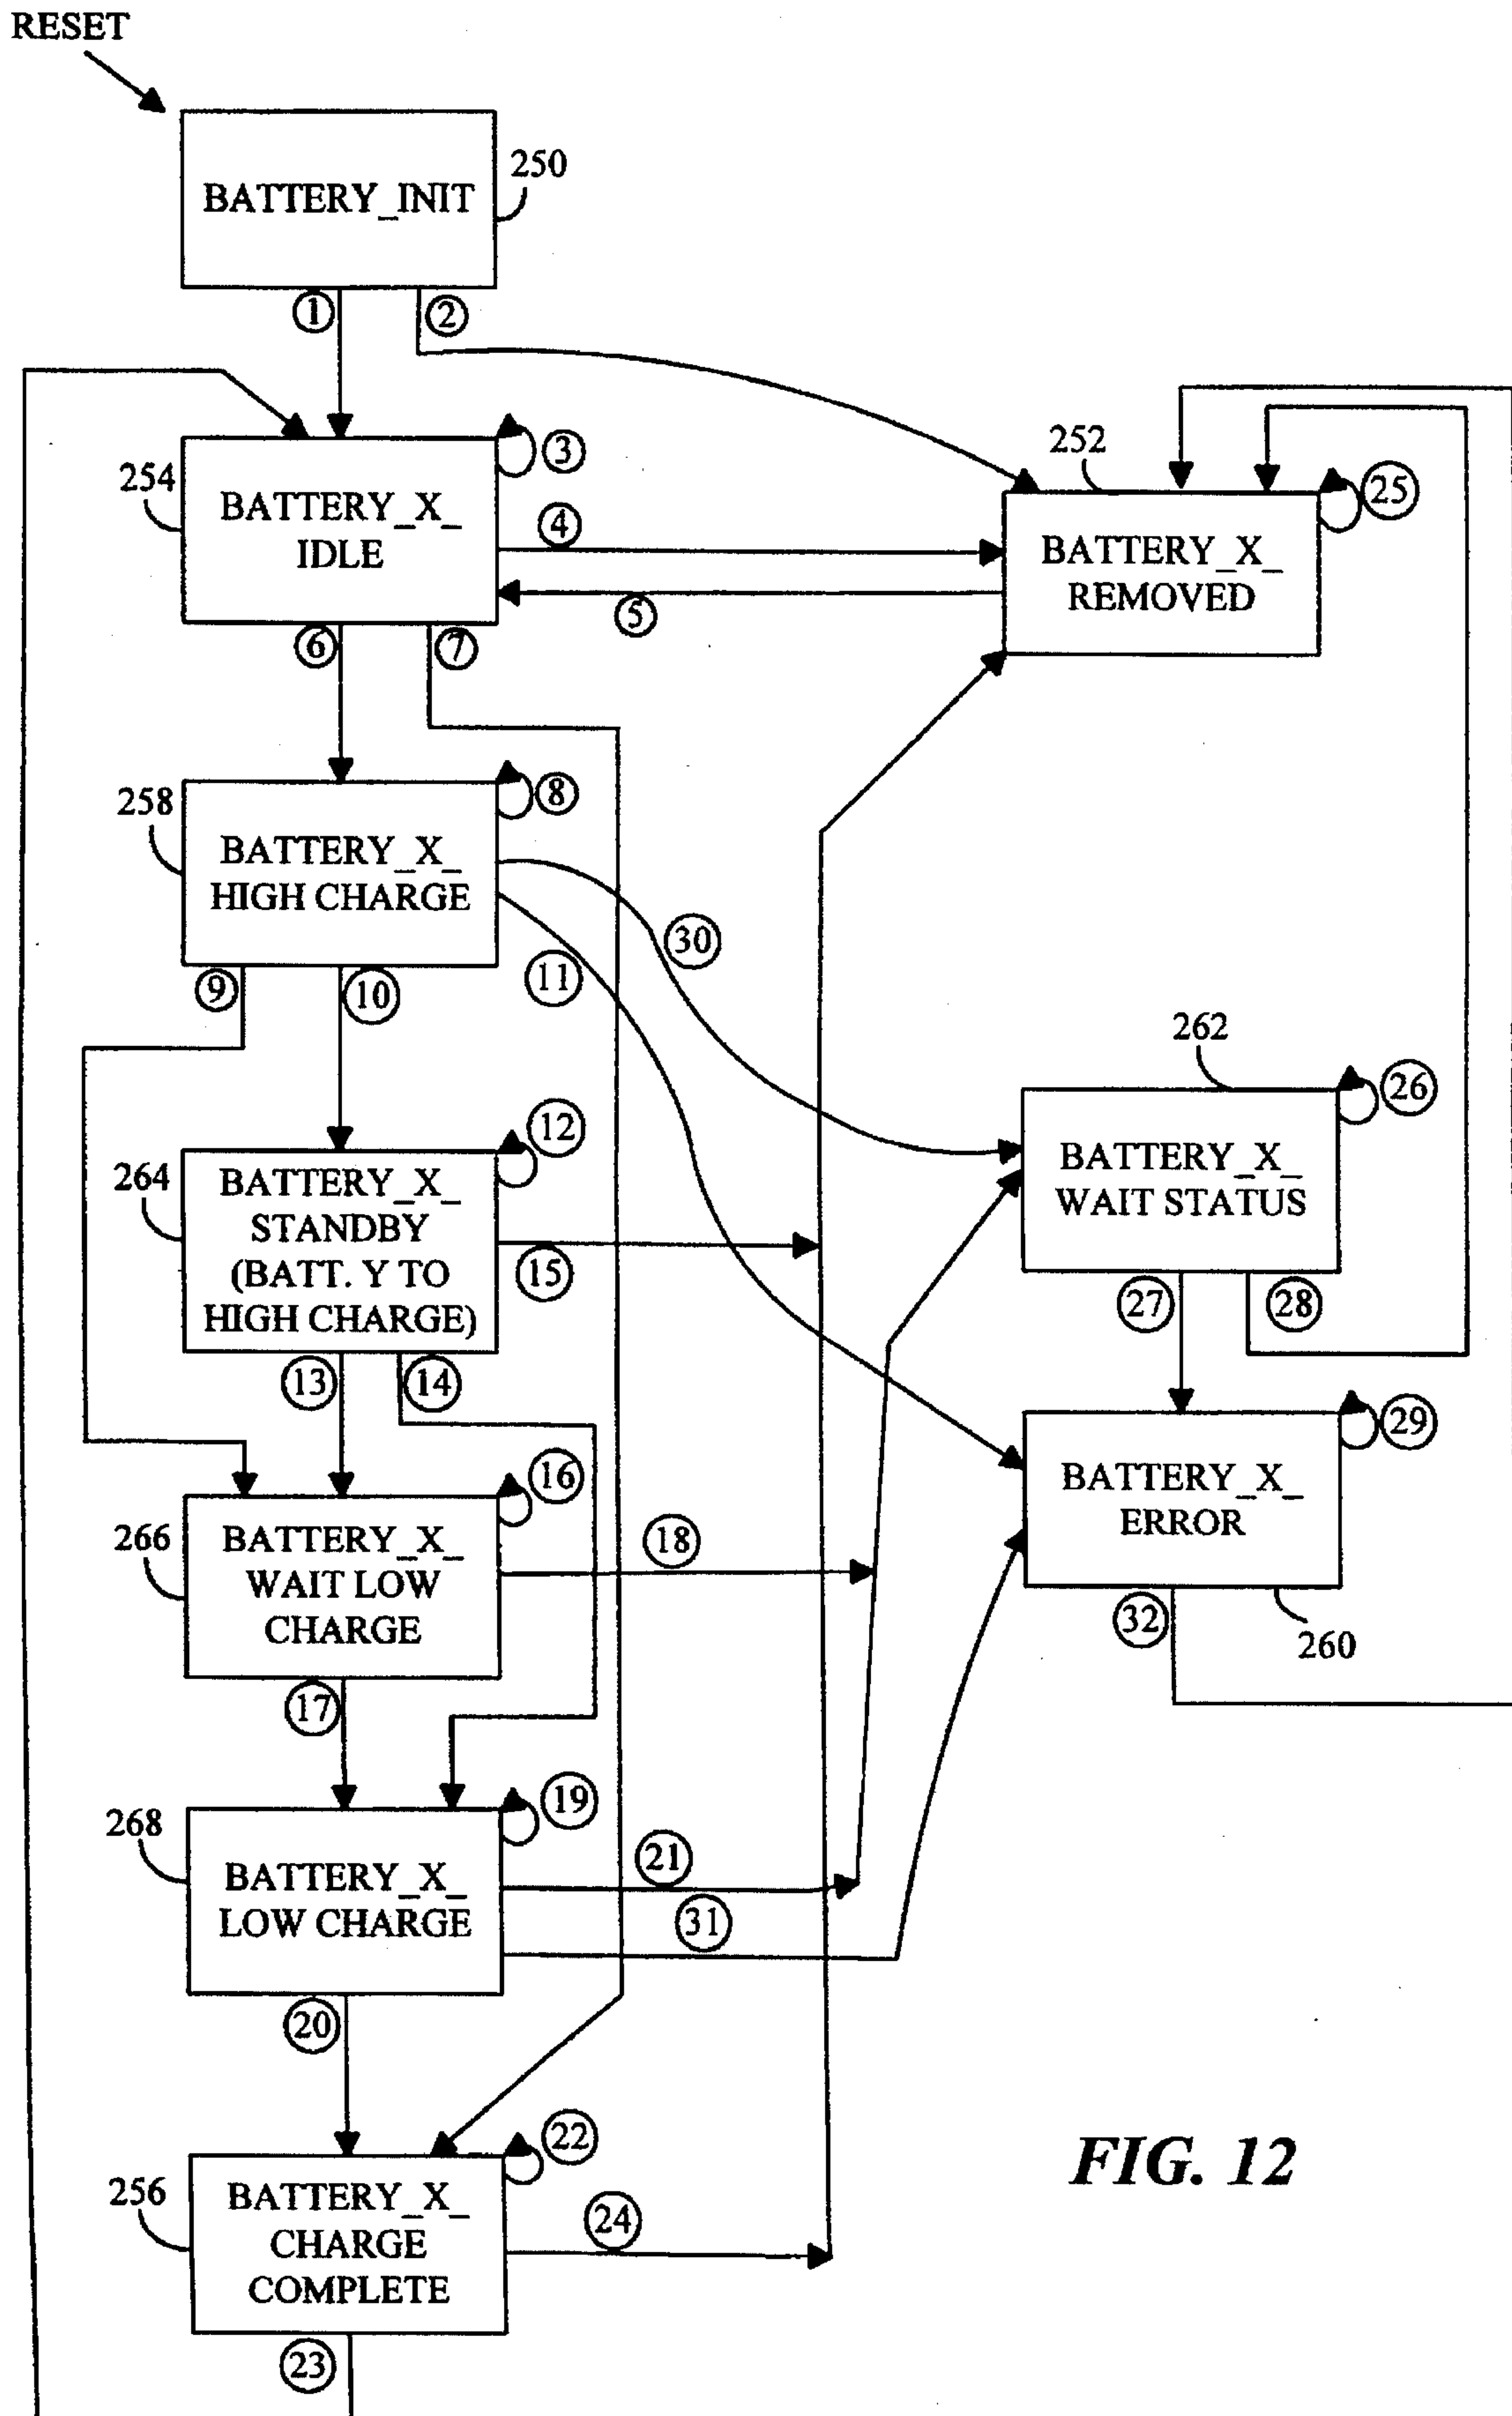 RESET
BATTERY_INIT
250
1
2
3
254
BATTERY_X_
IDLE
4
5
252
25
BATTERY_X_
REMOVED
6
7
258
8
BATTERY_X_
HIGH CHARGE
30
11
9
10
262
26
BATTERY_X_
WAIT STATUS
27
28
264
12
BATTERY_X_
STANDBY
(BATT. Y TO
HIGH CHARGE)
15
13
14
29
BATTERY_X_
ERROR
32
260
266
16
BATTERY_X_
WAIT LOW
CHARGE
18
17
268
19
BATTERY_X_
LOW CHARGE
21
31
20
256
22
BATTERY_X_
CHARGE
COMPLETE
24
23
FIG. 12